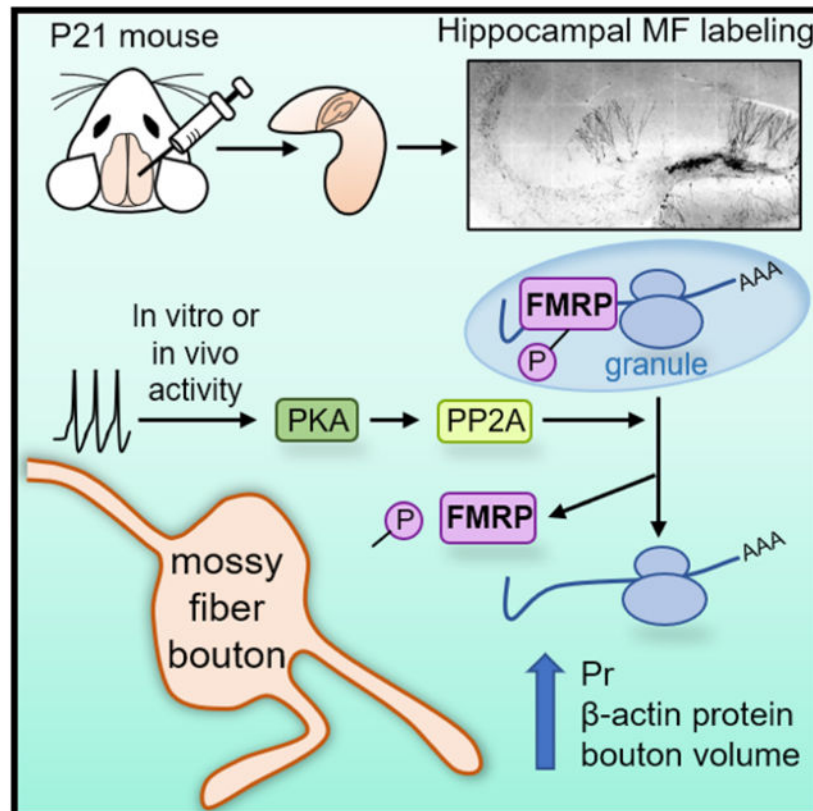 P21 mouse
Hippocampal MF labeling
FMRP
AAA
P
granule
In vitro or
in vivo
activity
PKA
PP2A
P
FMRP
AAA
mossy
fiber
bouton
Pr
β-actin protein
bouton volume